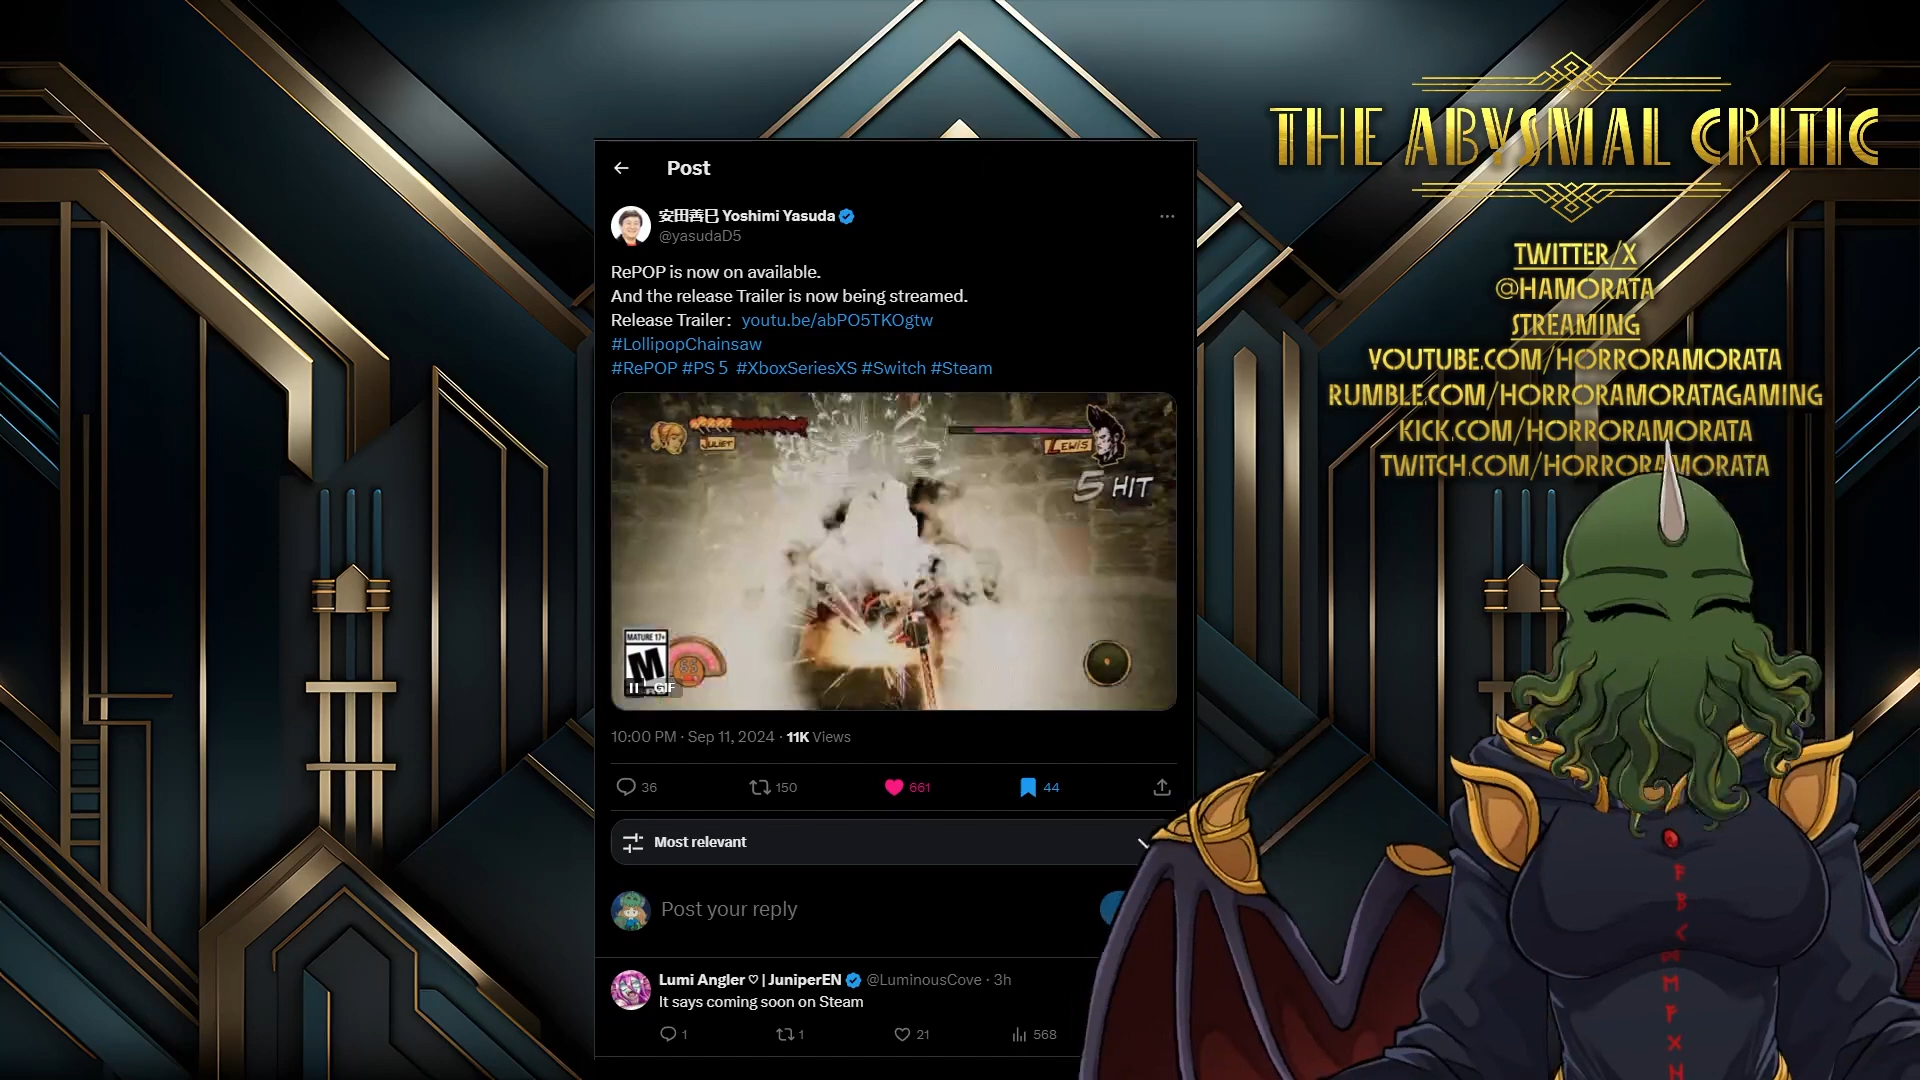 THE ABYSMAL CRITIC
TWITTER/X
@HAMORATA
STREAMING
YOUTUBE.COM/HORRORAMORATA
RUMBLE.COM/HORRORAMORATAGAMING
KICK.COM/HORRORAMORATA
TWITCH.COM/HORRORAMORATA
Post
安田善巳 Yoshimi Yasuda
@yasudaD5
RePOP is now on available.
And the release Trailer is now being streamed.
Release Trailer： youtu.be/abPO5TKOgtw
#LollipopChainsaw
#RePOP #PS５ #XboxSeriesXS #Switch #Steam
JULIET
LEWIS
5 HIT
MATURE 17+
M
GIF
10:00 PM · Sep 11, 2024 · 11K Views
36 150 661 44
Most relevant
Post your reply
Lumi Angler ♡ | JuniperEN @LuminousCove · 3h
It says coming soon on Steam
1 1 21 568